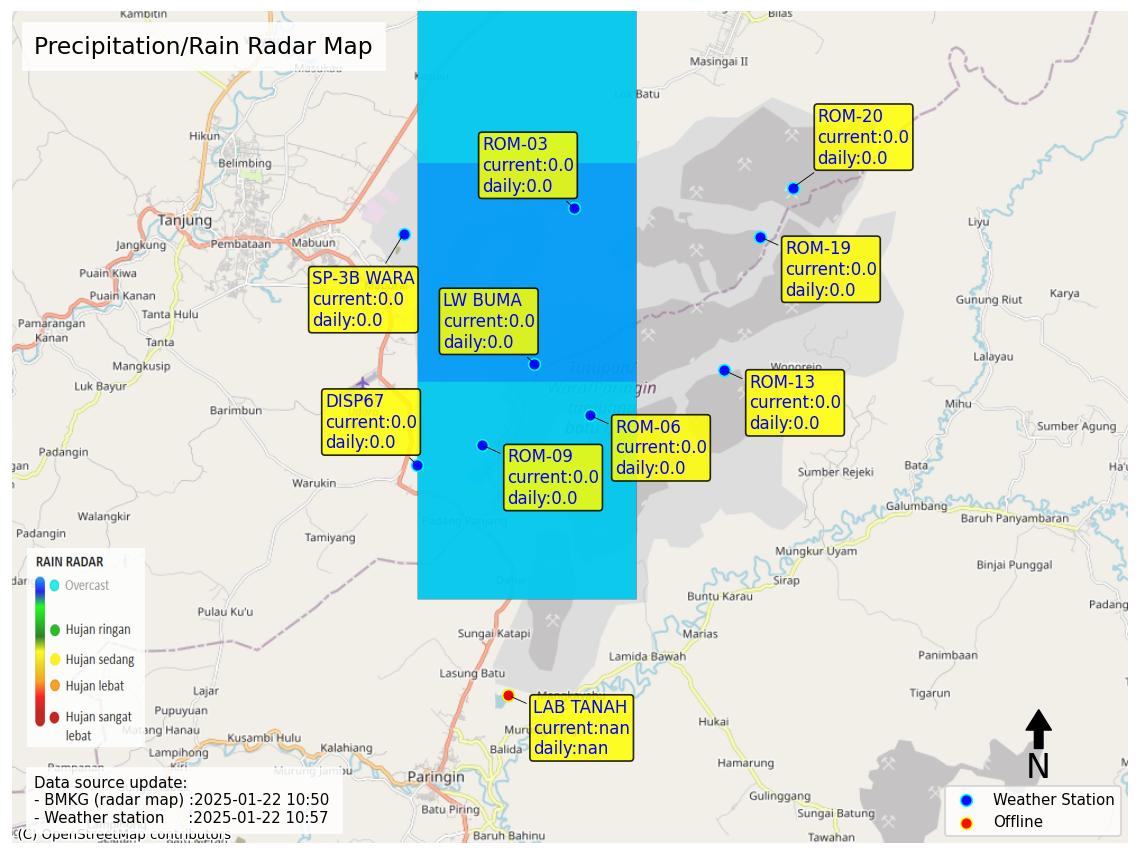 Kambitin
Bilas
Precipitation/Rain Radar Map
Masingai II
Hikun
Belimbing
ROM-03
current:0.0
daily:0.0
ROM-20
current:0.0
daily:0.0
Tanjung
Jangkung
Pembataan
Mabuun
Liyu
SP-3B WARA
current:0.0
daily:0.0
ROM-19
current:0.0
daily:0.0
Puain Kiwa
Puain Kanan
Tanta Hulu
LW BUMA
current:0.0
daily:0.0
Gunung Riut
Karya
Pamarangan
Kanan
Tanta
Mangkusip
Luk Bayur
Lalayau
Wonorejo
Barimbun
DISP67
current:0.0
daily:0.0
ROM-13
current:0.0
daily:0.0
Mihu
ROM-06
current:0.0
daily:0.0
Sumber Agung
Padangin
ROM-09
current:0.0
daily:0.0
Warukin
Sumber Rejeki
Bata
Kasai
Galumbang
Baruh Panyambaran
Walangkir
Padangin
Tamiyang
Padang Panjang
Mungkur Uyam
Binjai Punggal
Sirap
Dahai
Buntu Karau
Padang
RAIN RADAR
Overcast
Hujan ringan
Hujan sedang
Hujan lebat
Hujan sangat
lebat
Pulau Ku'u
Sungai Katapi
Marias
Lamida Bawah
Panimbaan
Lasung Batu
Tigarun
Lajar
Pupuyuan
Matang Hanau
LAB TANAH
current:nan
daily:nan
Hukai
Kusambi Hulu
Lampihong
Kalahiang
Balida
Hamarung
Murung Jambu
Paringin
N
Data source update:
- BMKG (radar map) :2025-01-22 10:50
- Weather station :2025-01-22 10:57
Gulinggang
Batu Piring
Sungai Batung
Weather Station
Offline
(C) OpenStreetMap contributors
Baruh Bahinu
Tawahan